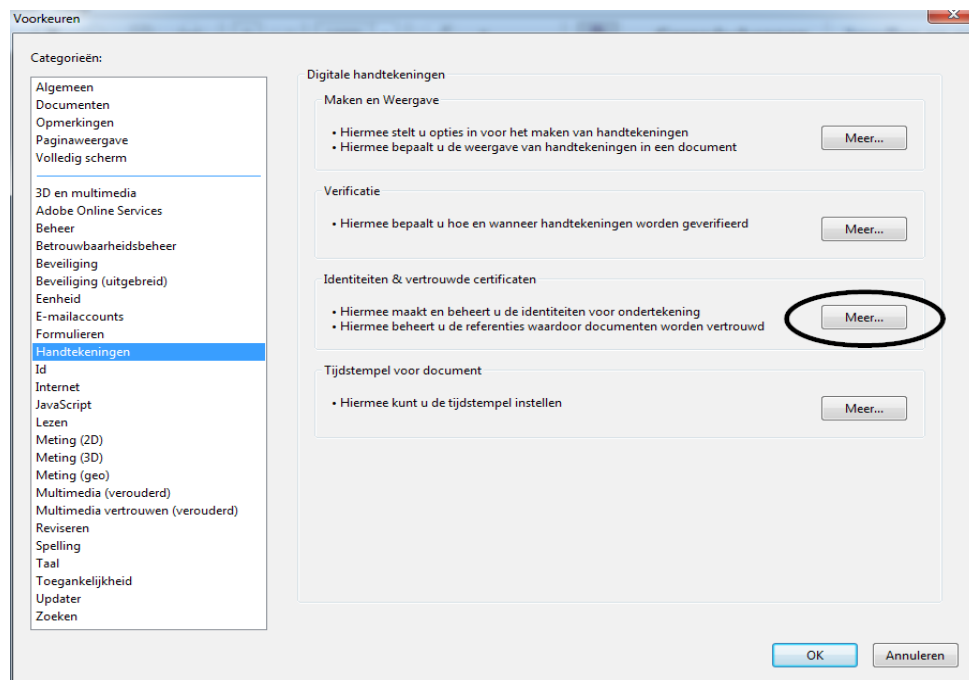 Voorkeuren
Categorieën:
Algemeen
Documenten
Opmerkingen
Paginaweergave
Volledig scherm
3D en multimedia
Adobe Online Services
Beheer
Betrouwbaarheidsbeheer
Beveiliging
Beveiliging (uitgebreid)
Eenheid
E-mailaccounts
Formulieren
Handtekeningen
Id
Internet
JavaScript
Lezen
Meting (2D)
Meting (3D)
Meting (geo)
Multimedia (verouderd)
Multimedia vertrouwen (verouderd)
Reviseren
Spelling
Taal
Toegankelijkheid
Updater
Zoeken
Digitale handtekeningen
Maken en Weergave
• Hiermee stelt u opties in voor het maken van handtekeningen
• Hiermee bepaalt u de weergave van handtekeningen in een document
Meer...
Verificatie
• Hiermee bepaalt u hoe en wanneer handtekeningen worden geverifieerd
Meer...
Identiteiten & vertrouwde certificaten
• Hiermee maakt en beheert u de identiteiten voor ondertekening
• Hiermee beheert u de referenties waardoor documenten worden vertrouwd
Meer...
Tijdstempel voor document
• Hiermee kunt u de tijdstempel instellen
Meer...
OK
Annuleren